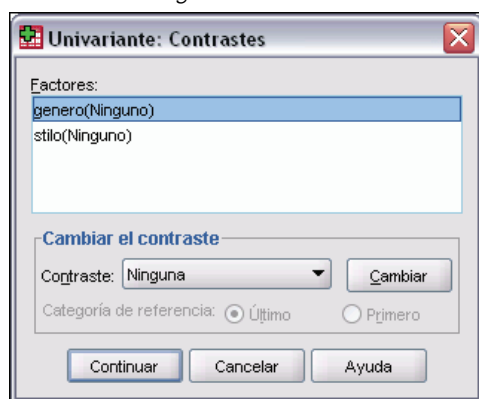 Univariante: Contrastes
Factores:
genero(Ninguno)
stilo(Ninguno)
Cambiar el contraste
Contraste: Ninguna Cambiar
Categoría de referencia: Último Primero
Continuar Cancelar Ayuda